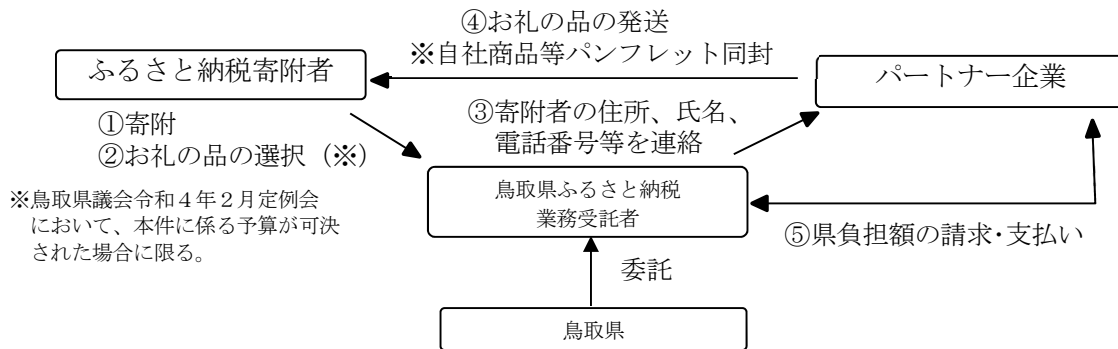 ④お礼の品の発送
※自社商品等パンフレット同封
ふるさと納税寄附者
パートナー企業
①寄附
②お礼の品の選択（※）
③寄附者の住所、氏名、
電話番号等を連絡
※鳥取県議会令和４年２月定例会
において、本件に係る予算が可決
された場合に限る。
鳥取県ふるさと納税
業務受託者
⑤県負担額の請求･支払い
委託
鳥取県